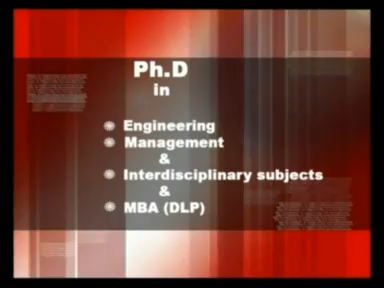 Ph.D
in
Engineering
Management
&
Interdisciplinary subjects
&
MBA (DLP)